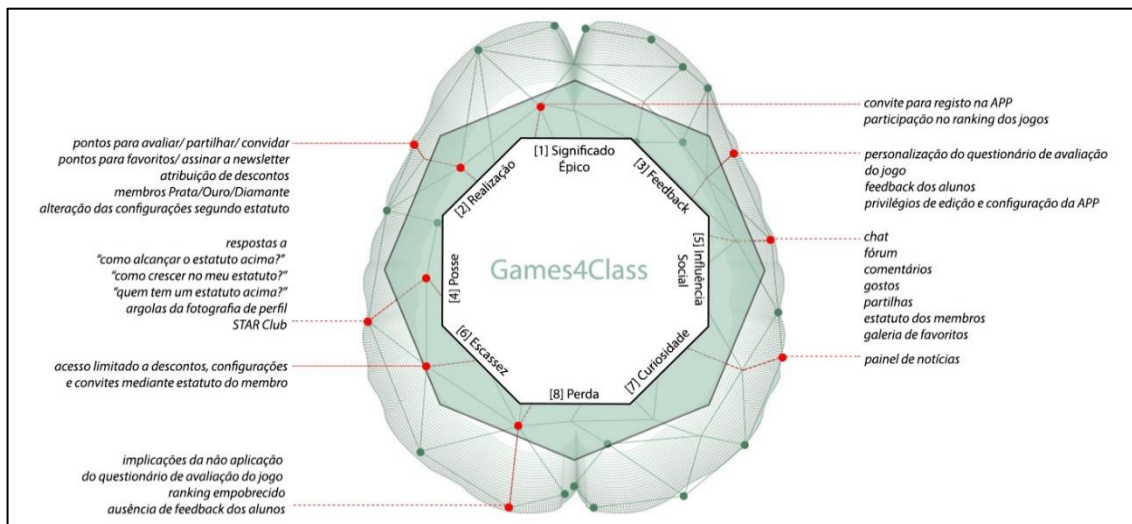 pontos para avaliar/ partilhar/ convidar
pontos para favoritos/ assinar a newsletter
atribuição de descontos
membros Prata/Ouro/Diamante
alteração das configurações segundo estatuto
respostas a
"como alcançar o estatuto acima?"
"como crescer no meu estatuto?"
"quem tem um estatuto acima?"
argolas da fotografia de perfil
STAR Club
acesso limitado a descontos, configurações
e convites mediante estatuto do membro
implicações da não aplicação
do questionário de avaliação do jogo
ranking empobrecido
ausência de feedback dos alunos
[1] Significado
Épico
[2] Realização
[3] Feedback
[4] Posse
Games4Class
[5] Influência
Social
[6] Escassez
[7] Curiosidade
[8] Perda
convite para registo na APP
participação no ranking dos jogos
personalização do questionário de avaliação
do jogo
feedback dos alunos
privilégios de edição e configuração da APP
chat
fórum
comentários
gostos
partilhas
estatuto dos membros
galeria de favoritos
painel de notícias